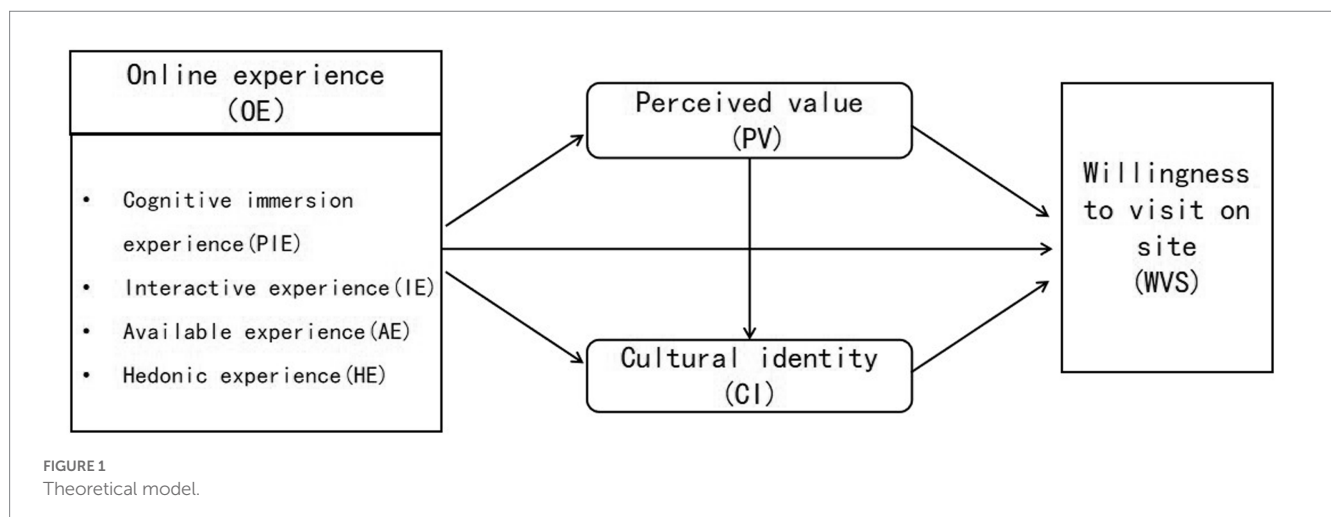 Online experience
(OE)
• Cognitive immersion
experience(PIE)
• Interactive experience(IE)
• Available experience(AE)
• Hedonic experience(HE)
Perceived value
(PV)
Cultural identity
(CI)
Willingness
to visit on
site
(WVS)
FIGURE 1
Theoretical model.